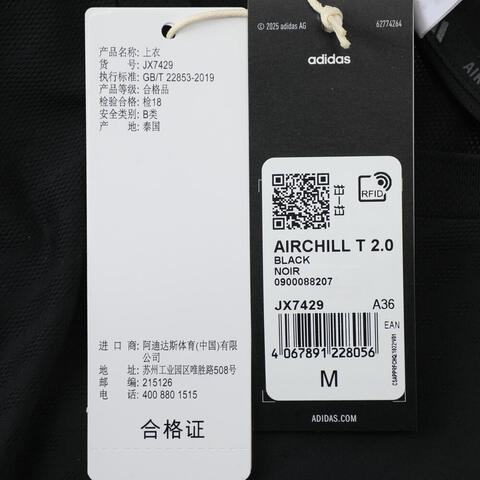 产品名称: 上衣
货 号: JX7429
执行标准: GB/T 22853-2019
产品等级: 合格品
检验合格: 检18
安全类别: B类
产 地: 泰国
进 口 商: 阿迪达斯体育(中国)有限公司
地 址: 苏州工业园区唯胜路508号
邮 编: 215126
电 话: 400 880 1515
合格证
© 2025 adidas AG
62774264
adidas
RFID
AIRCHILL T 2.0
BLACK
NOIR
0900088207
JX7429 A36
EAN
4 067891 228056
M
ADIDAS.COM
AIR